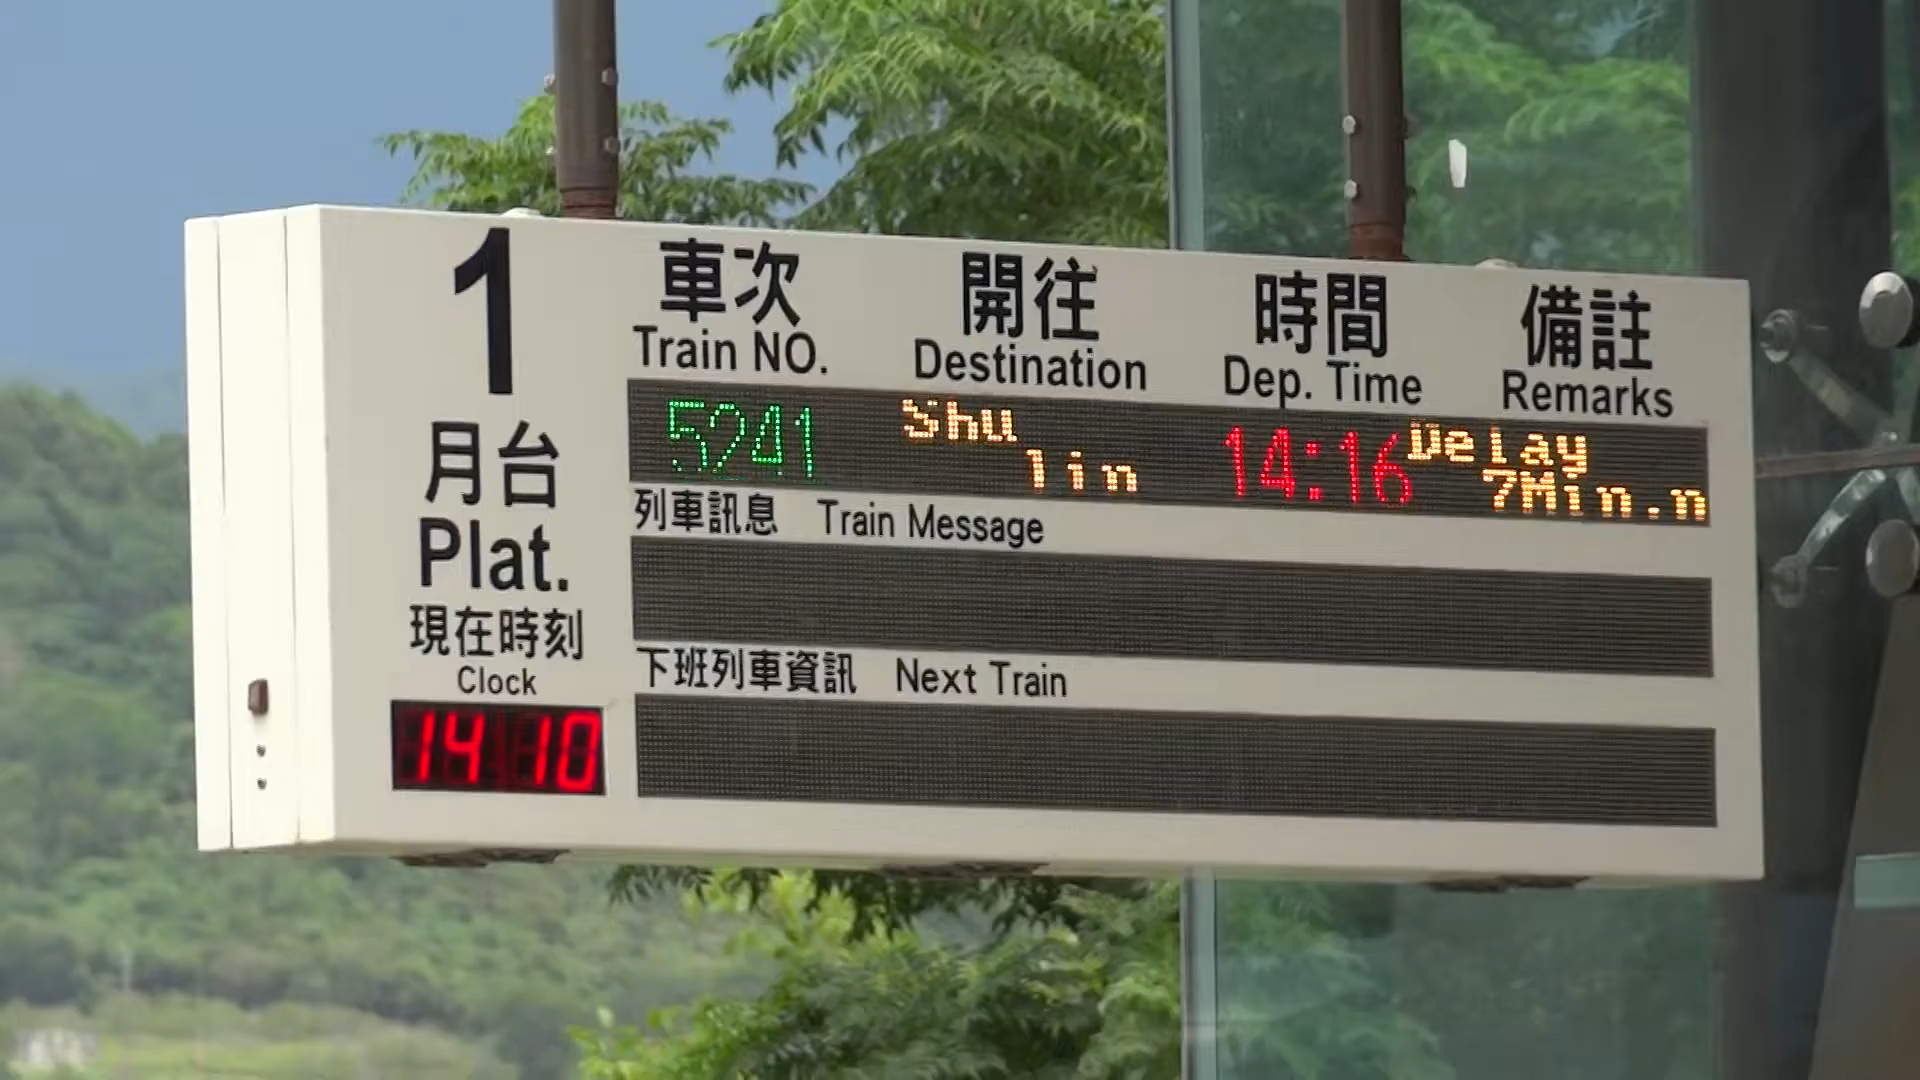 1
月台
Plat.
現在時刻
Clock
14 10
車次 開往 時間 備註
Train NO. Destination Dep. Time Remarks
5241 Shu lin 14:16 Delay 7Min.n
列車訊息 Train Message
下班列車資訊 Next Train